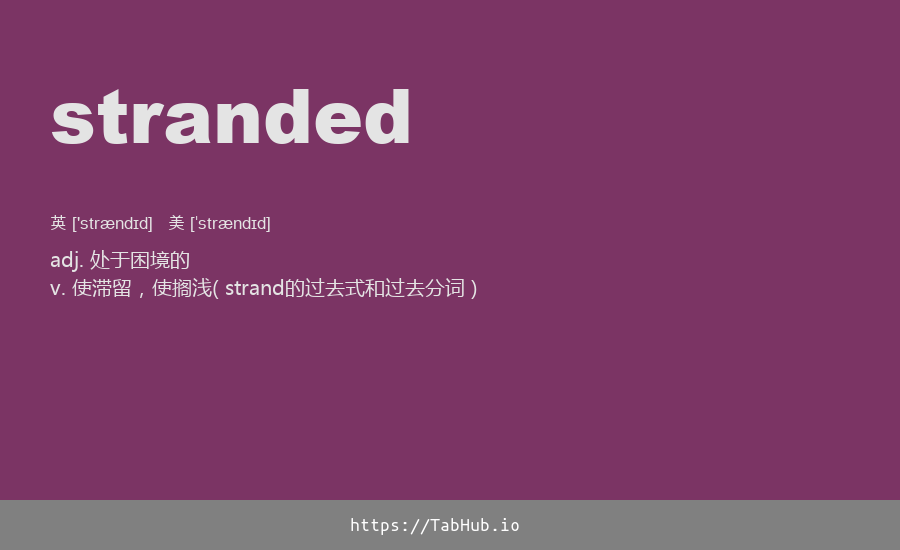 stranded
英 ['strændɪd] 美 [ˈstrændɪd]
adj. 处于困境的
v. 使滞留，使搁浅( strand的过去式和过去分词 )
https://TabHub.io